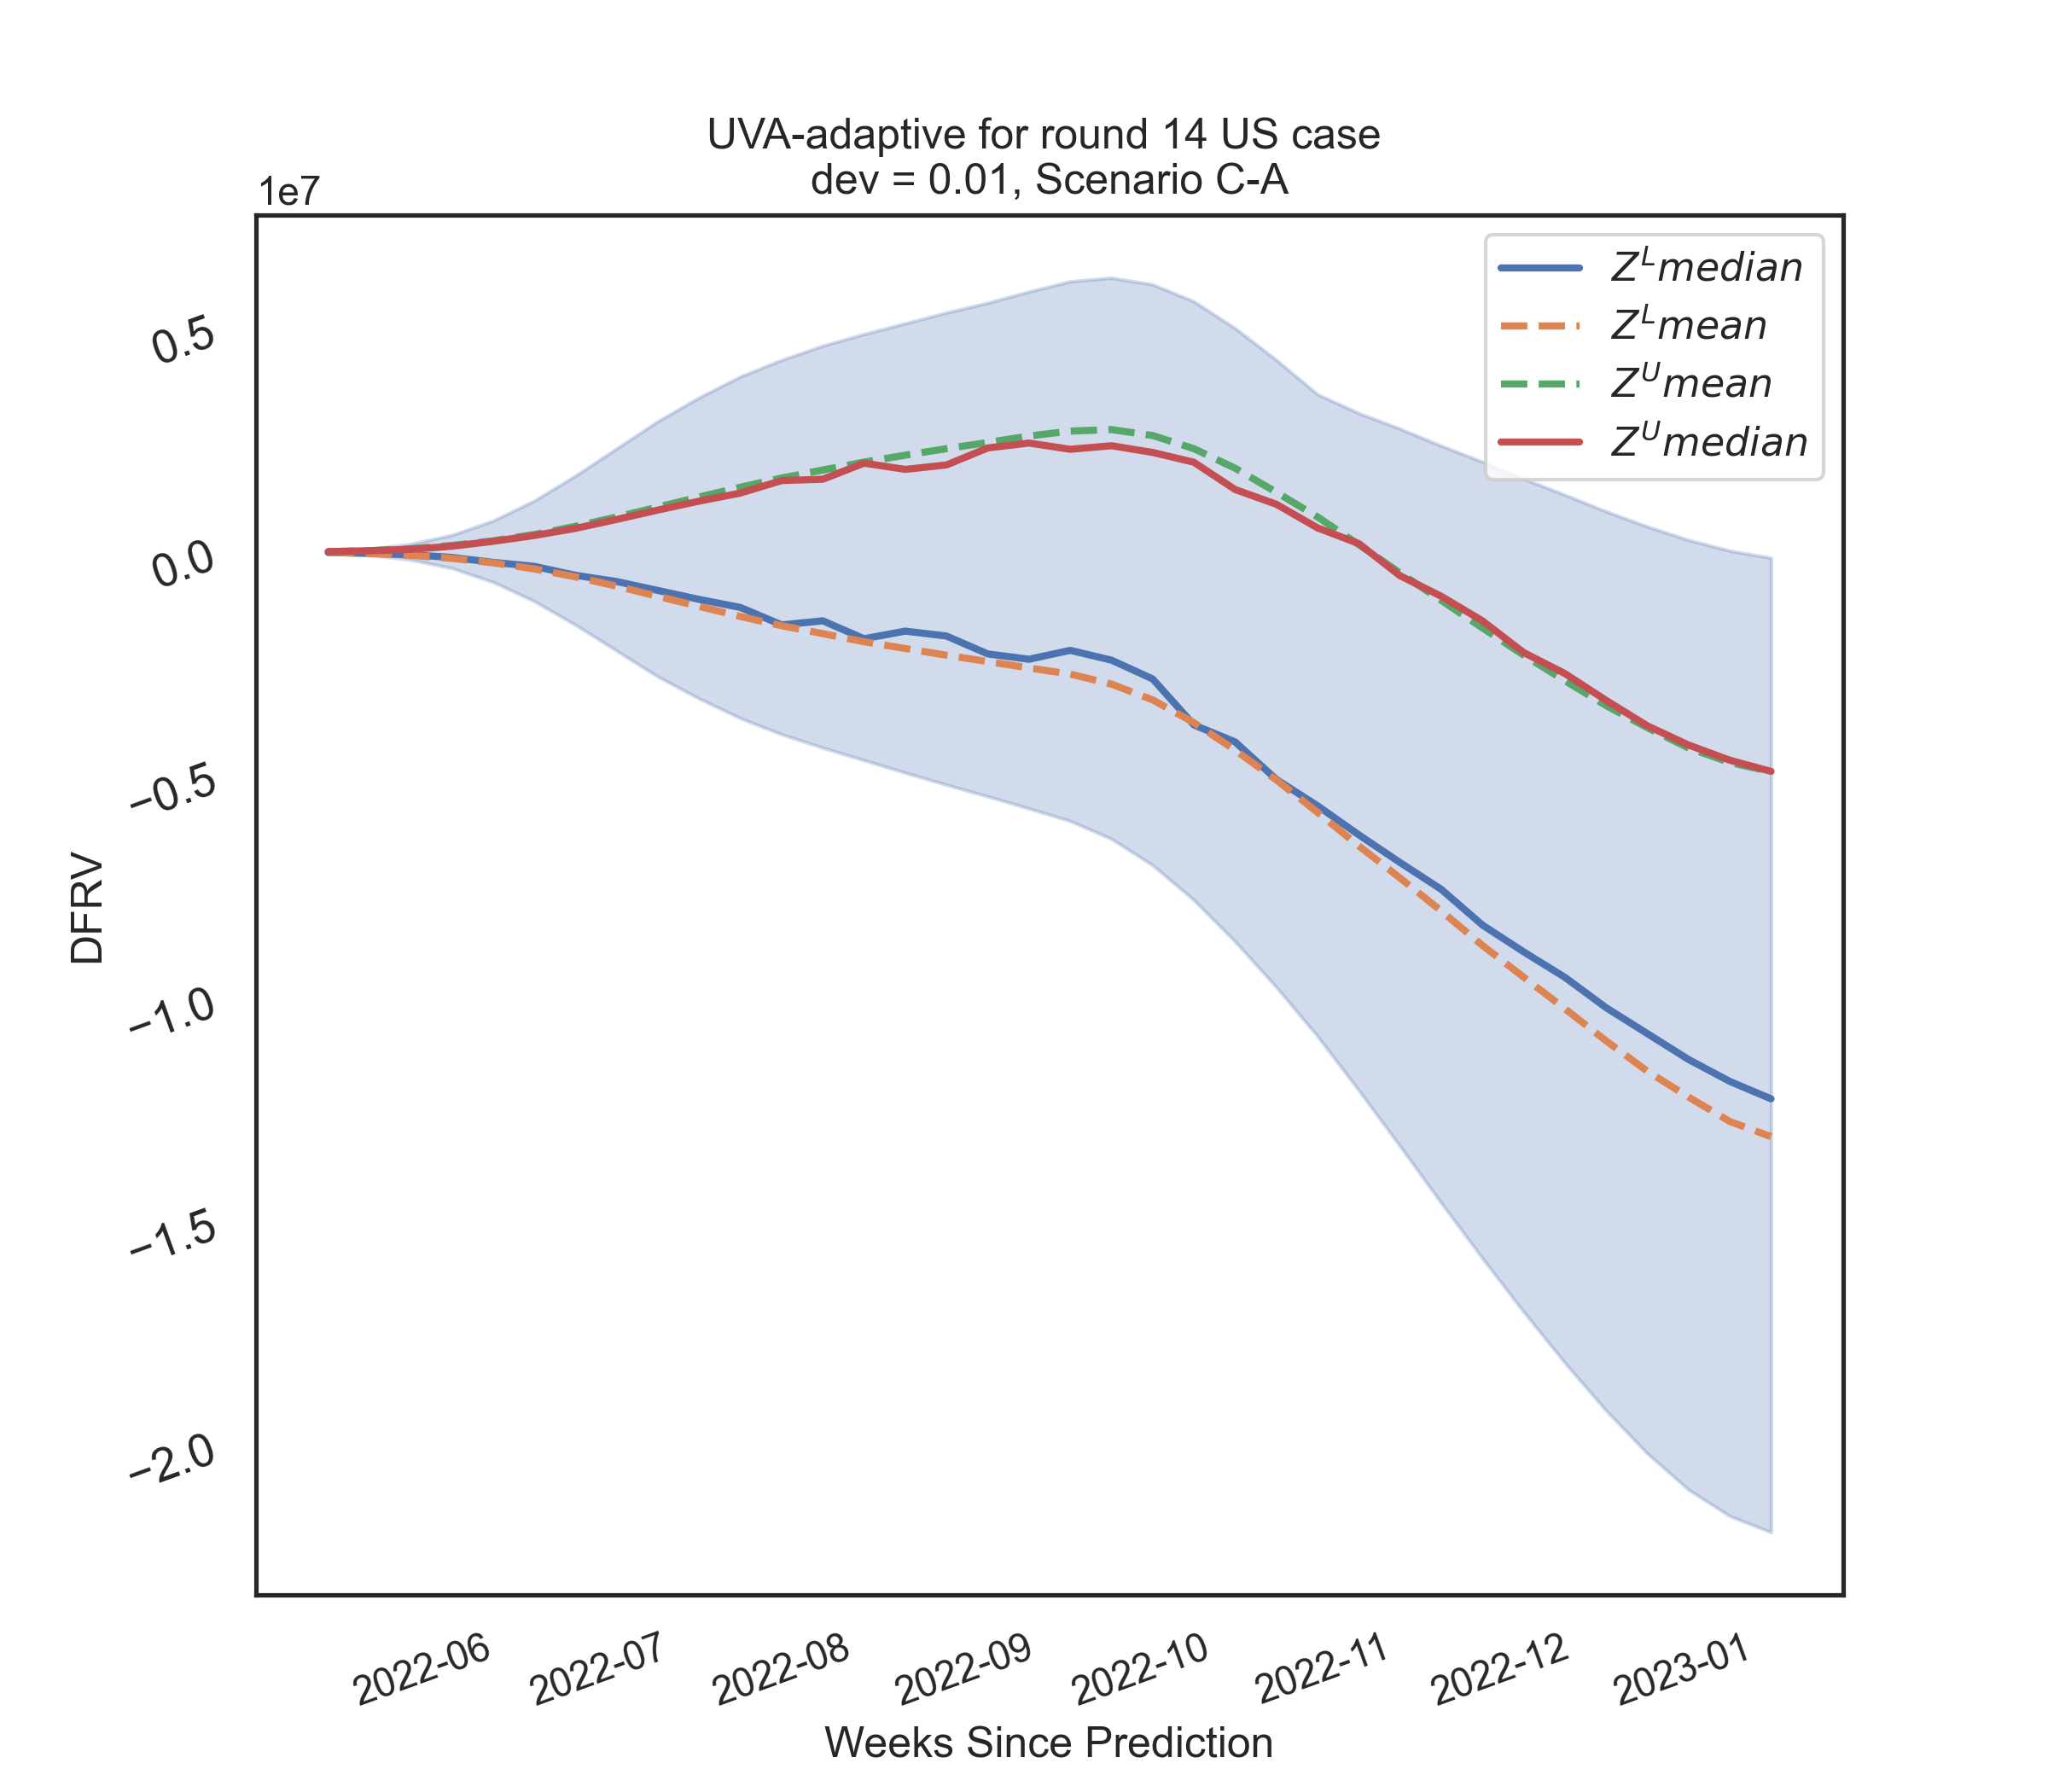 UVA-adaptive for round 14 US case
dev = 0.01, Scenario C-A
1e7
Z^L median
Z^L mean
Z^U mean
Z^U median
0.5
0.0
−0.5
−1.0
−1.5
−2.0
DFRV
2022-06
2022-07
2022-08
2022-09
2022-10
2022-11
2022-12
2023-01
Weeks Since Prediction